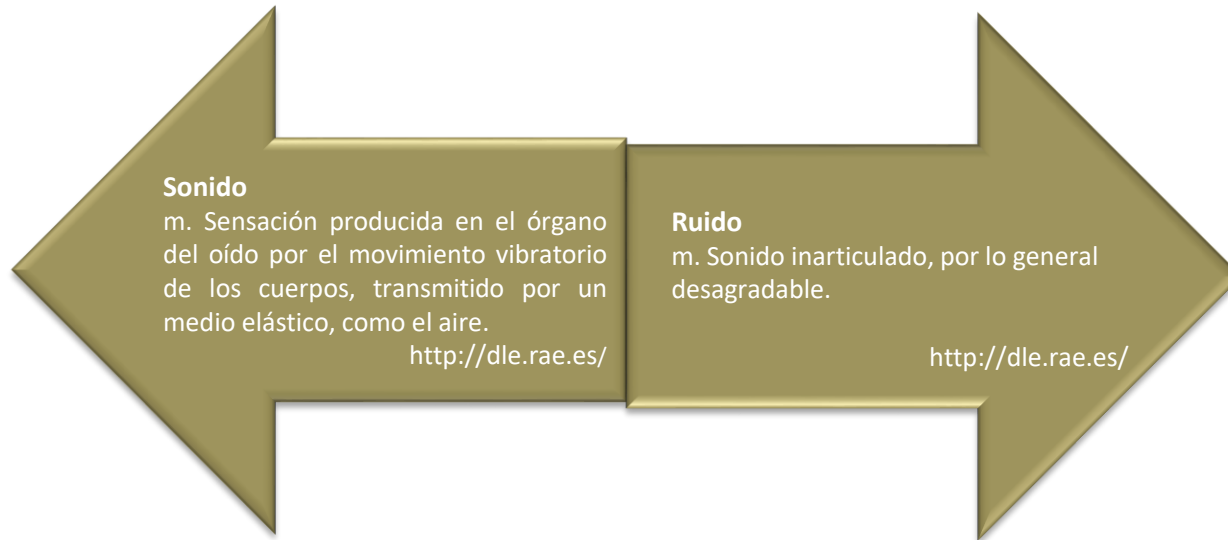 Sonido
m. Sensación producida en el órgano
del oído por el movimiento vibratorio
de los cuerpos, transmitido por un
medio elástico, como el aire.
http://dle.rae.es/
Ruido
m. Sonido inarticulado, por lo general
desagradable.
http://dle.rae.es/